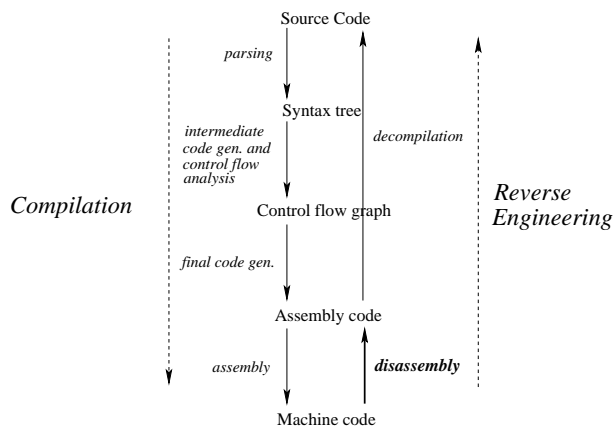 Source Code
parsing
Syntax tree
intermediate
code gen. and
control flow
analysis
decompilation
Compilation
Reverse
Engineering
Control flow graph
final code gen.
Assembly code
assembly
disassembly
Machine code